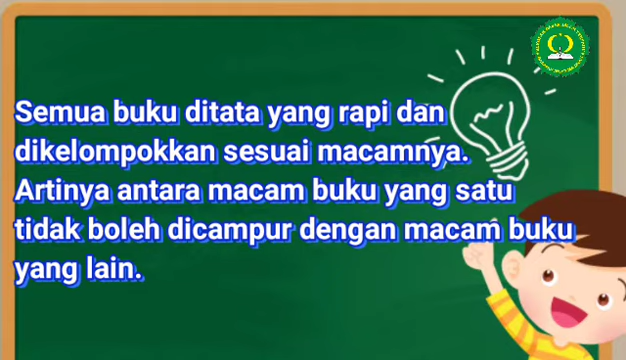 Semua buku ditata yang rapi dan
dikelompokkan sesuai macamnya.
Artinya antara macam buku yang satu
tidak boleh dicampur dengan macam buku
yang lain.